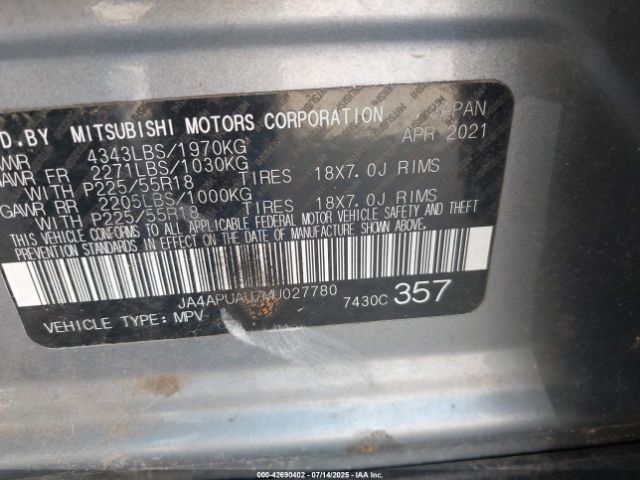 D.BY MITSUBISHI MOTORS CORPORATION JAPAN
APR 2021
VWR 4343LBS/1970KG
GAWR FR 2271LBS/1030KG
WITH P225/55R18 TIRES 18X7.0J RIMS
GAWR RR 2205LBS/1000KG
WITH P225/55R18 TIRES 18X7.0J RIMS
THIS VEHICLE CONFORMS TO ALL APPLICABLE FEDERAL MOTOR VEHICLE SAFETY AND THEFT
PREVENTION STANDARDS IN EFFECT ON THE DATE OF MANUFACTURE SHOWN ABOVE.
JA4APUAU7MU027780
7430C 357
VEHICLE TYPE: MPV
000-42690402 - 07/14/2025 - IAA Corp.